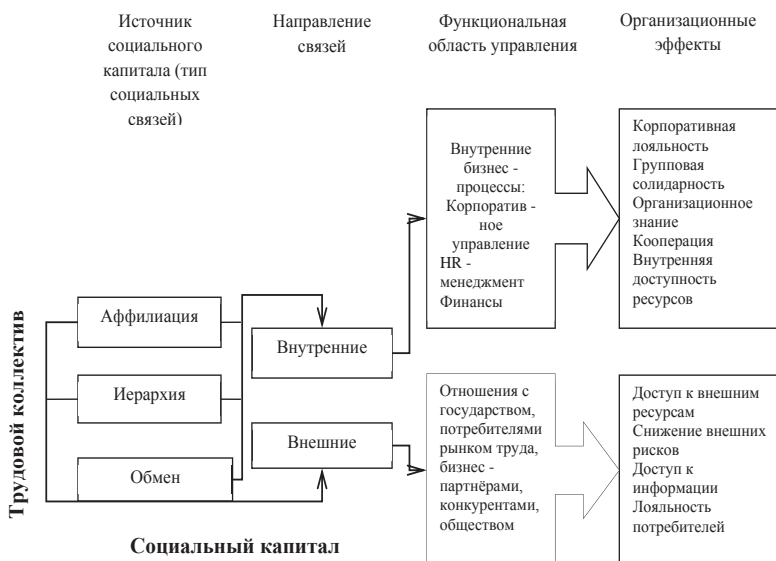 Источник
социального
капитала (тип
социальных
связей)
Направление
связей
Функциональная
область управления
Организационные
эффекты
Трудовой коллектив
Аффилиация
Иерархия
Обмен
Внутренние
Внешние
Внутренние
бизнес -
процессы:
Корпоратив -
ное
управление
HR -
менеджмент
Финансы
Корпоративная
лояльность
Групповая
солидарность
Организационное
знание
Кооперация
Внутренняя
доступность
ресурсов
Отношения с
государством,
потребителями
рынком труда,
бизнес -
партнёрами,
конкурентами,
обществом
Доступ к внешним
ресурсам
Снижение внешних
рисков
Доступ к
информации
Лояльность
потребителей
Социальный капитал